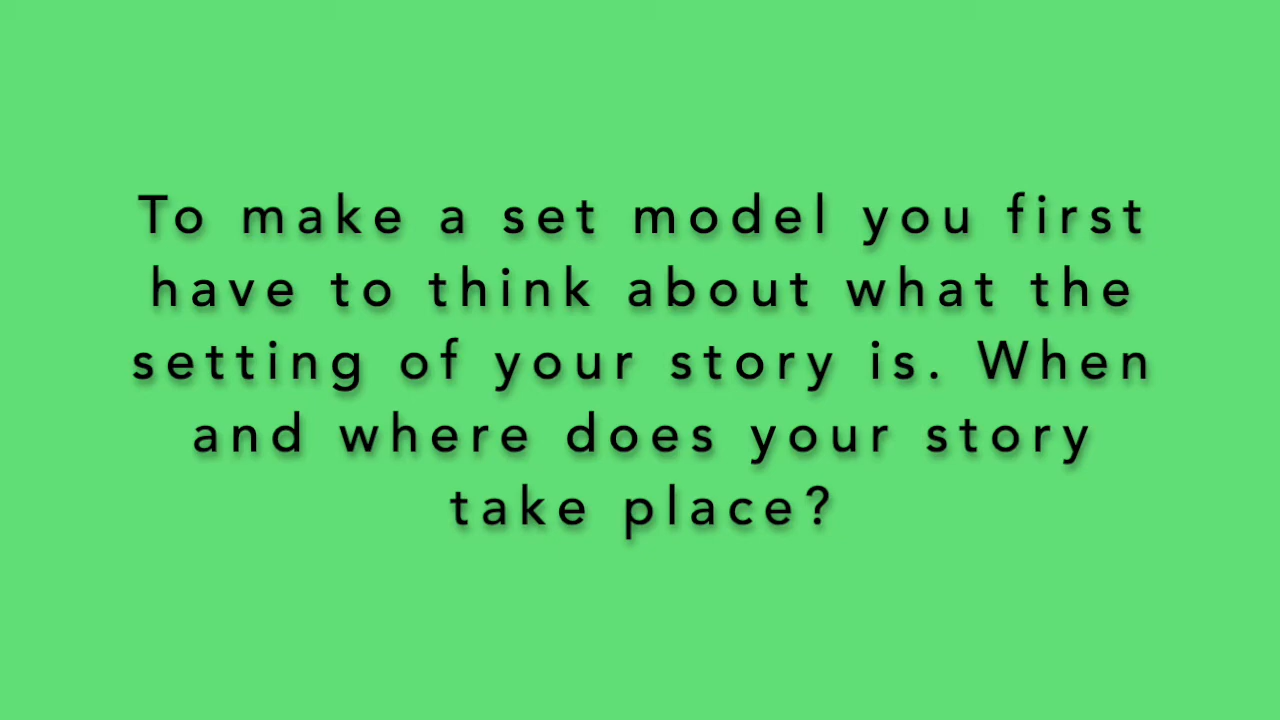 To make a set model you first
have to think about what the
setting of your story is. When
and where does your story
take place?